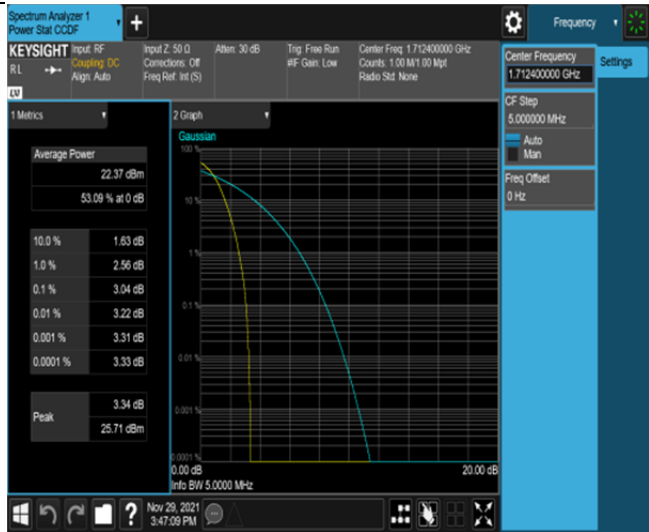 Spectrum Analyzer 1
Power Stat CCDF
Frequency
KEYSIGHT
RL
Input: RF
Coupling: DC
Align: Auto
Input Z: 50 Ω
Corrections: Off
Freq Ref: Int (S)
Atten: 30 dB
Trig: Free Run
#IF Gain: Low
Center Freq: 1.712400000 GHz
Counts: 1.00 M/1.00 Mpt
Radio Std: None
Center Frequency
1.712400000 GHz
Settings
CF Step
5.000000 MHz
Auto
Man
Freq Offset
0 Hz
1 Metrics
Average Power
22.37 dBm
53.09 % at 0 dB
10.0 % 1.63 dB
1.0 % 2.56 dB
0.1 % 3.04 dB
0.01 % 3.22 dB
0.001 % 3.31 dB
0.0001 % 3.33 dB
Peak 3.34 dB
25.71 dBm
2 Graph
Gaussian
100 %
10 %
1 %
0.1 %
0.01 %
0.001 %
0.0001 %
0.00 dB 20.00 dB
Info BW 5.0000 MHz
?
Nov 29, 2021
3:47:09 PM